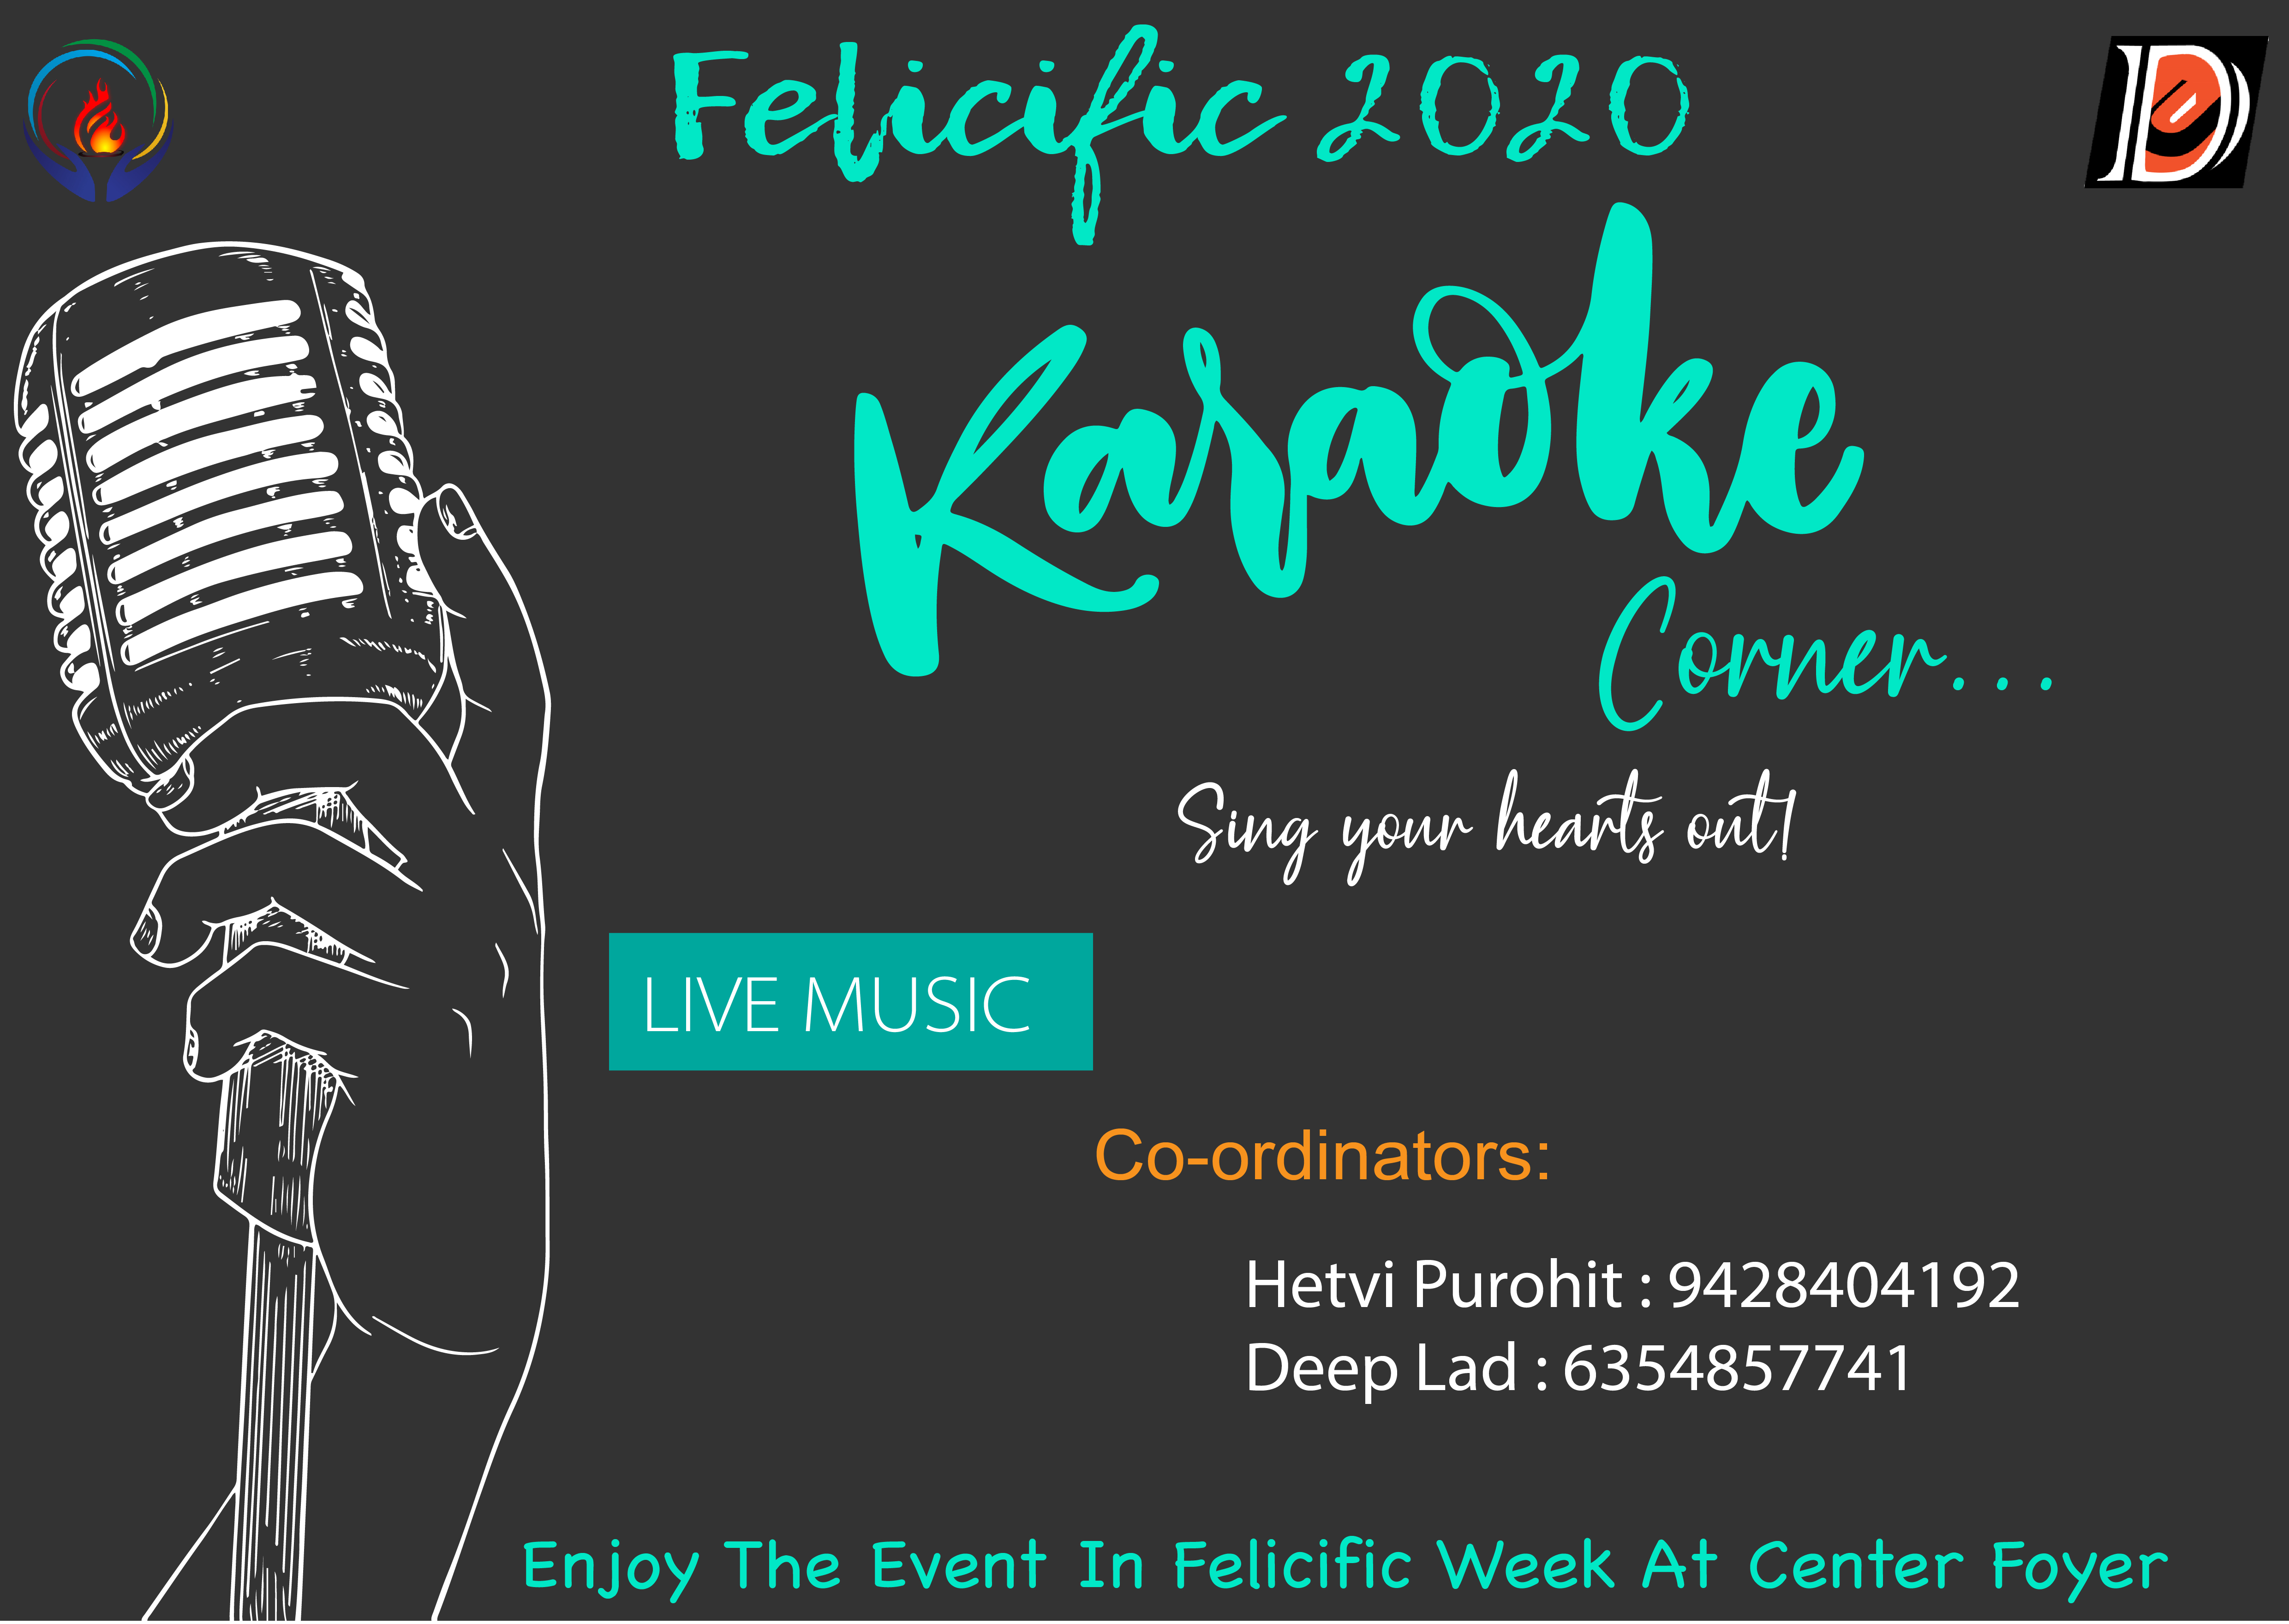 Felicific 2020
Karaoke
Corner...
Sing your hearts out!
LIVE MUSIC
Co-ordinators:
Hetvi Purohit : 9428404192
Deep Lad : 6354857741
Enjoy The Event In Felicific Week At Center Foyer